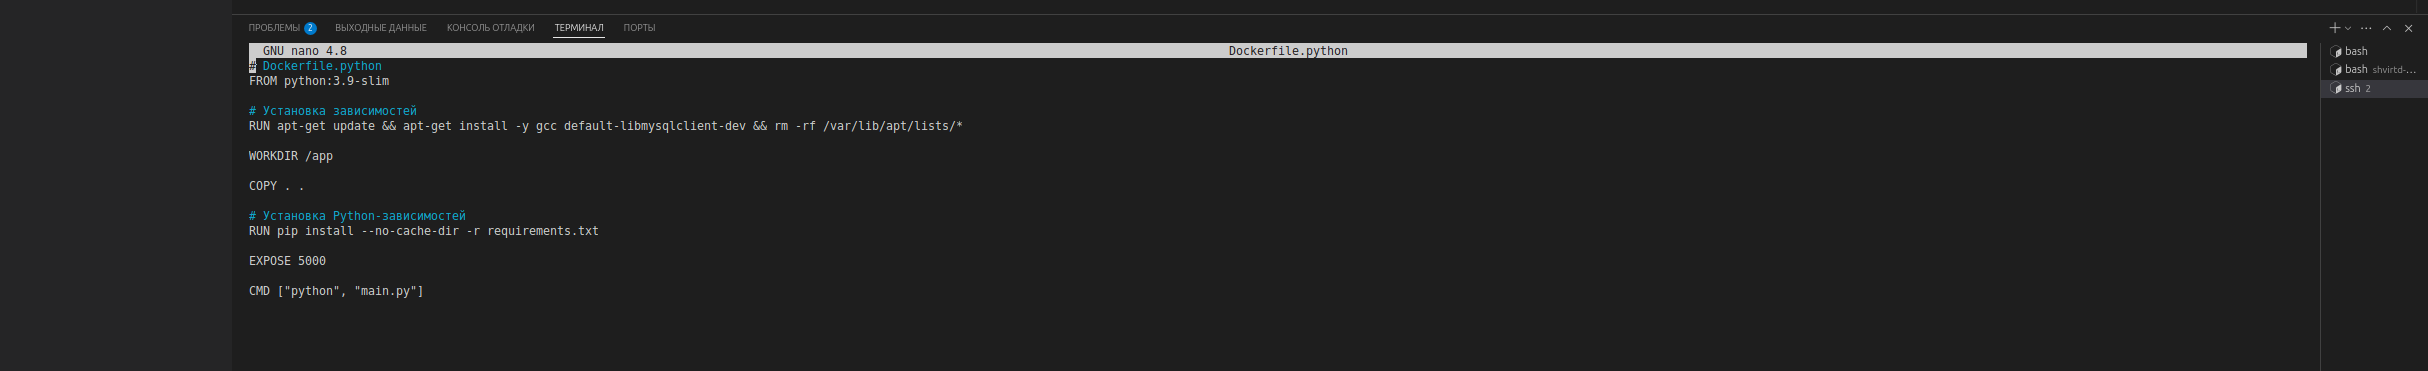 ПРОБЛЕМЫ 2 ВЫХОДНЫЕ ДАННЫЕ КОНСОЛЬ ОТЛАДКИ ТЕРМИНАЛ ПОРТЫ
GNU nano 4.8 Dockerfile.python
# Dockerfile.python
FROM python:3.9-slim
# Установка зависимостей
RUN apt-get update && apt-get install -y gcc default-libmysqlclient-dev && rm -rf /var/lib/apt/lists/*
WORKDIR /app
COPY . .
# Установка Python-зависимостей
RUN pip install --no-cache-dir -r requirements.txt
EXPOSE 5000
CMD ["python", "main.py"]
bash
bash shvirtd-...
ssh 2